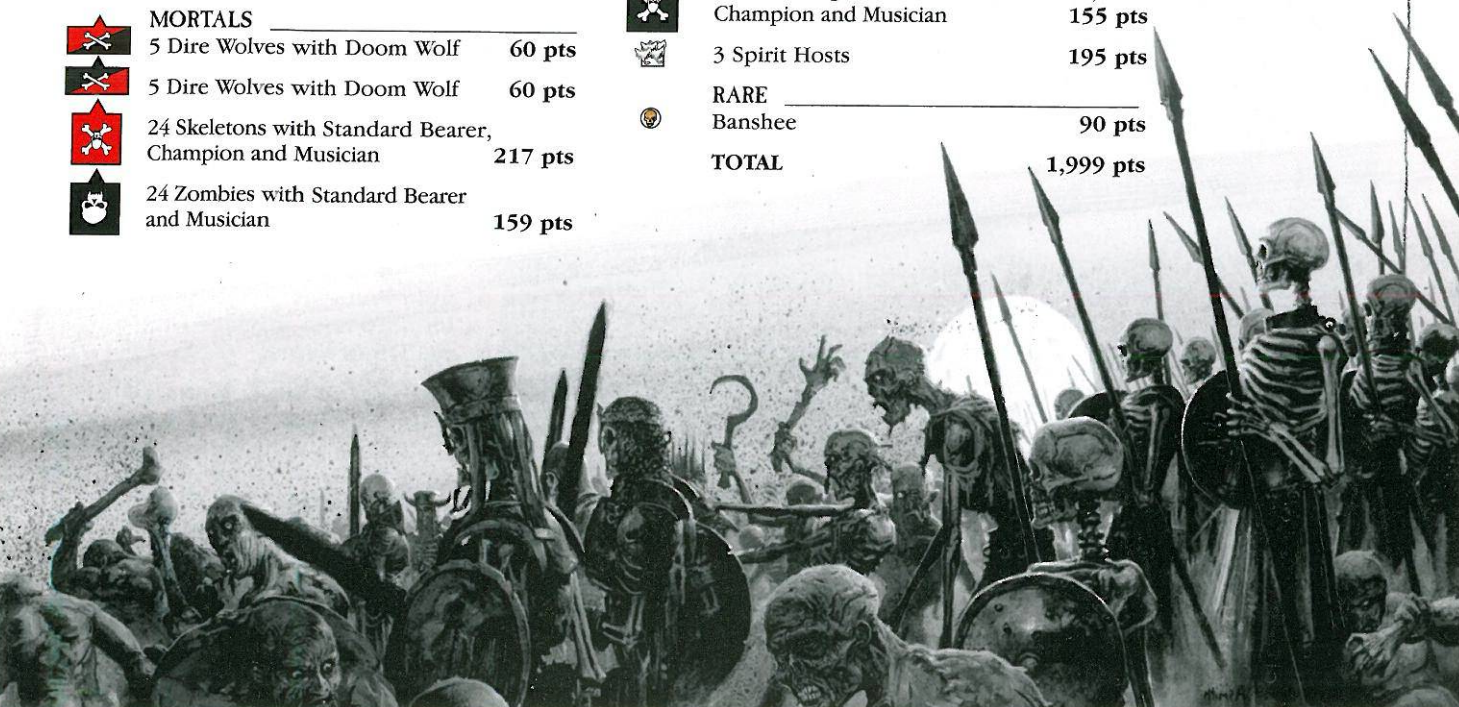 MORTALS
5 Dire Wolves with Doom Wolf 60 pts
5 Dire Wolves with Doom Wolf 60 pts
24 Skeletons with Standard Bearer,
Champion and Musician 217 pts
24 Zombies with Standard Bearer
and Musician 159 pts
Champion and Musician 155 pts
3 Spirit Hosts 195 pts
RARE
Banshee 90 pts
TOTAL 1,999 pts